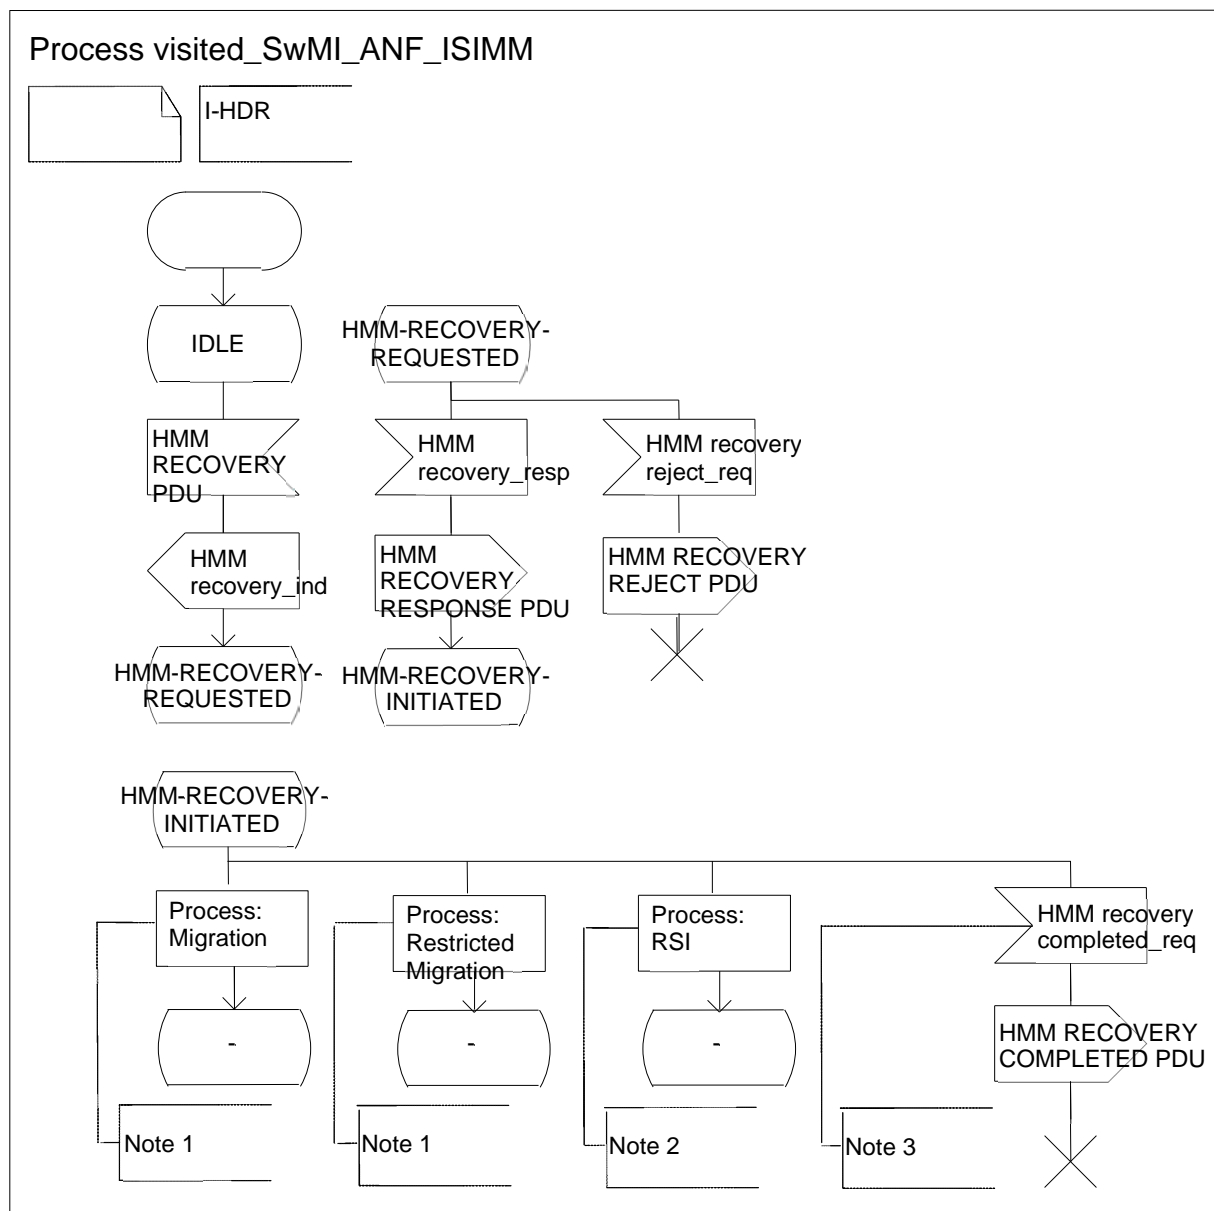 Process visited_SwMI_ANF_ISIMM
I-HDR
IDLE
HMM-RECOVERY-
REQUESTED
HMM
RECOVERY
PDU
HMM
recovery_resp
HMM recovery
reject_req
HMM
recovery_ind
HMM
RECOVERY
RESPONSE PDU
HMM RECOVERY
REJECT PDU
HMM-RECOVERY-
REQUESTED
HMM-RECOVERY-
INITIATED
HMM-RECOVERY-
INITIATED
Process:
Migration
Process:
Restricted
Migration
Process:
RSI
HMM recovery
completed_req
-
-
-
HMM RECOVERY
COMPLETED PDU
Note 1
Note 1
Note 2
Note 3